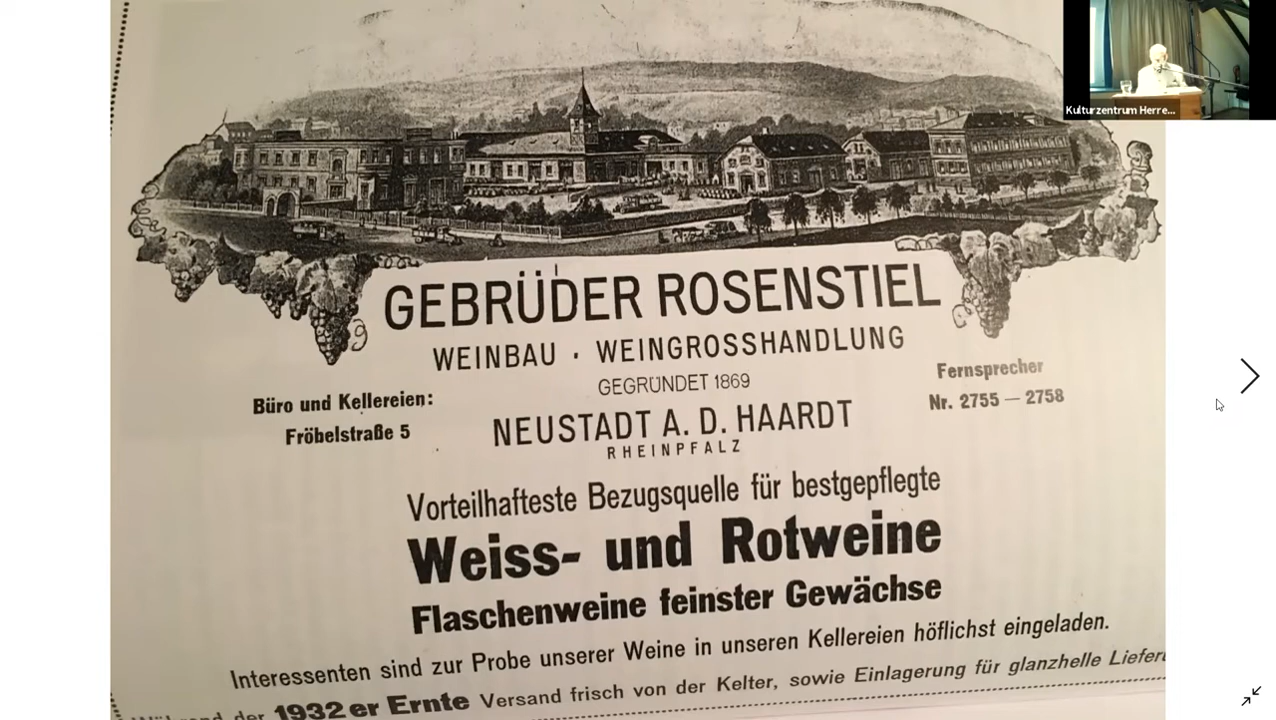 Kulturzentrum Herre...
GEBRÜDER ROSENSTIEL
WEINBAU · WEINGROSSHANDLUNG
GEGRÜNDET 1869
Büro und Kellereien:
Fröbelstraße 5
Fernsprecher
Nr. 2755 — 2758
NEUSTADT A. D. HAARDT
RHEINPFALZ
Vorteilhafteste Bezugsquelle für bestgepflegte
Weiss- und Rotweine
Flaschenweine feinster Gewächse
Interessenten sind zur Probe unserer Weine in unseren Kellereien höflichst eingeladen.
der 1932er Ernte Versand frisch von der Kelter, sowie Einlagerung für glanzhelle